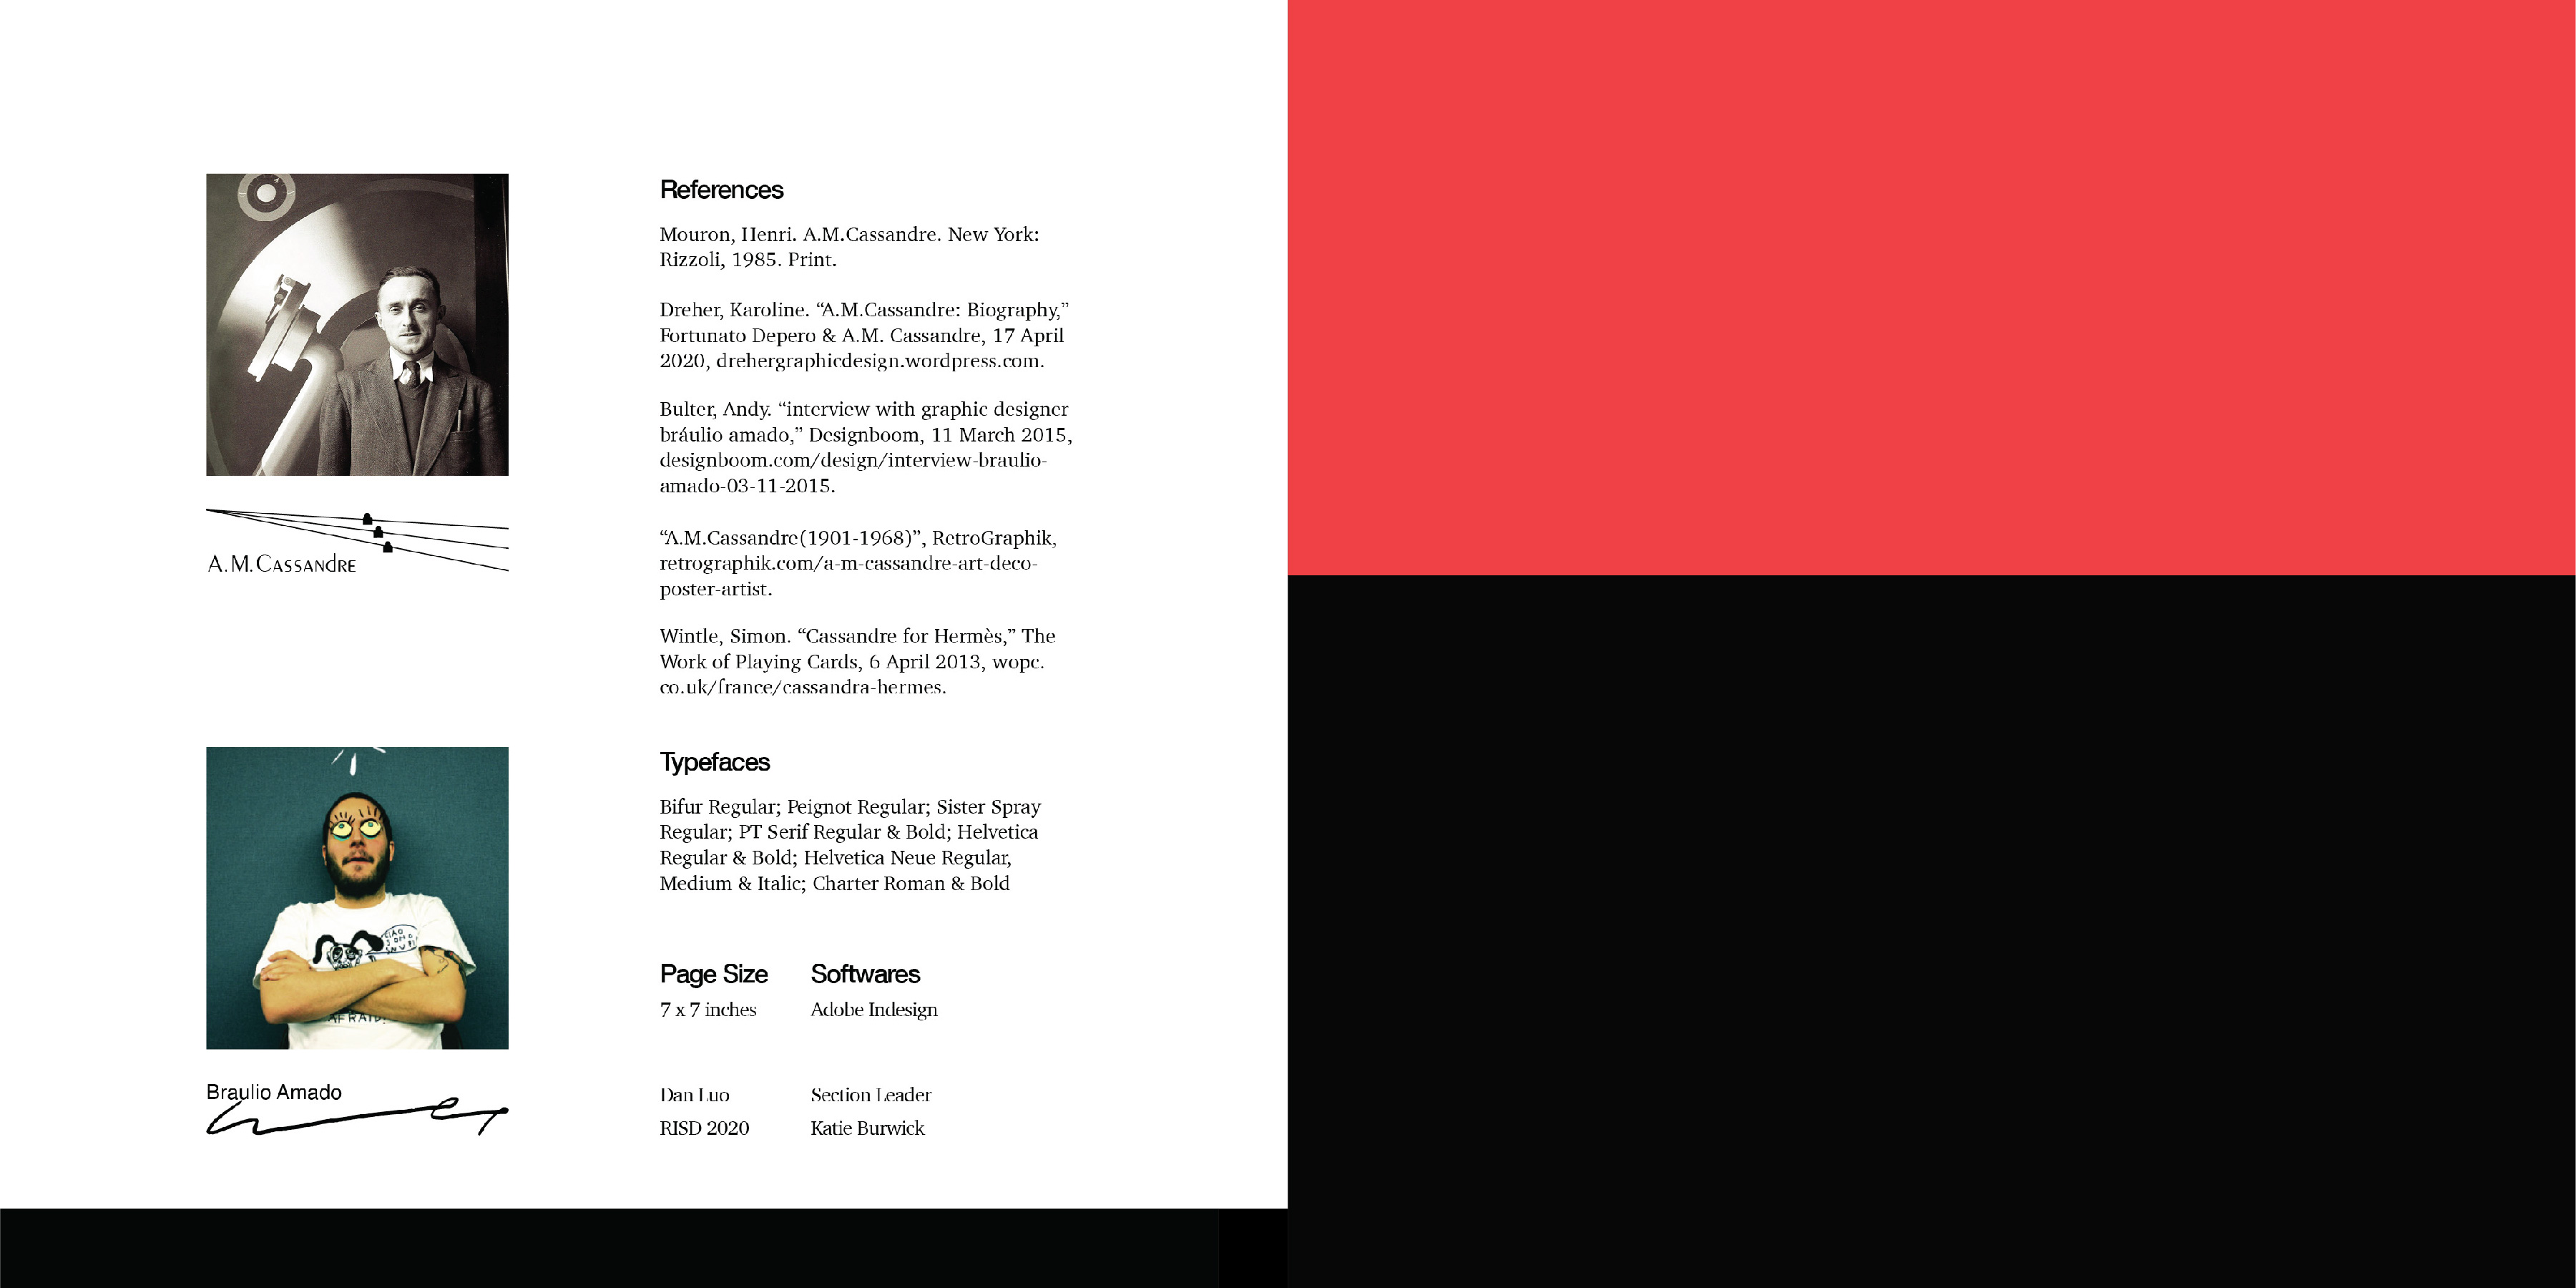 A.M.Cassandre
References
Mouron, Henri. A.M.Cassandre. New York:
Rizzoli, 1985. Print.
Dreher, Karoline. “A.M.Cassandre: Biography,”
Fortunato Depero & A.M. Cassandre, 17 April
2020, drehergraphicdesign.wordpress.com.
Bulter, Andy. “interview with graphic designer
bráulio amado,” Designboom, 11 March 2015,
designboom.com/design/interview-braulio-
amado-03-11-2015.
“A.M.Cassandre(1901-1968)”, RetroGraphik,
retrographik.com/a-m-cassandre-art-deco-
poster-artist.
Wintle, Simon. “Cassandre for Hermès,” The
Work of Playing Cards, 6 April 2013, wopc.
co.uk/france/cassandra-hermes.
CIAO
AFRAID!
Braulio Amado
Typefaces
Bifur Regular; Peignot Regular; Sister Spray
Regular; PT Serif Regular & Bold; Helvetica
Regular & Bold; Helvetica Neue Regular,
Medium & Italic; Charter Roman & Bold
Page Size Softwares
7 x 7 inches Adobe Indesign
Dan Luo Section Leader
RISD 2020 Katie Burwick